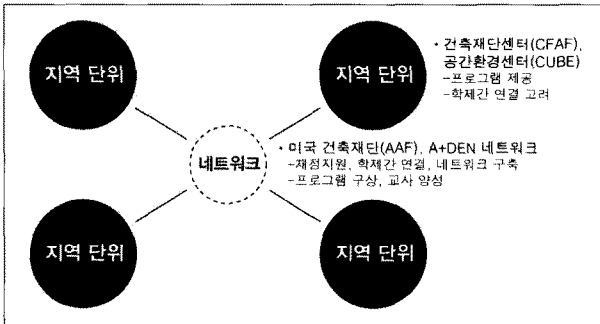 지역 단위
지역 단위
· 건축재단센터(CFAF),
공간환경센터(CUBE)
-프로그램 제공
-학제간 연결 고려
네트워크
· 미국 건축재단(AAF), A+DEN 네트워크
-재정지원, 학제간 연결, 네트워크 구축
-프로그램 구상, 교사 양성
지역 단위
지역 단위